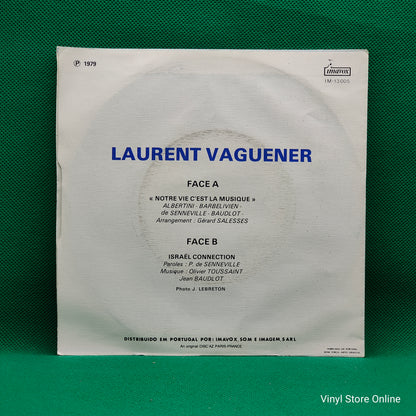 Ⓟ 1979
imavox
IM-13005
LAURENT VAGUENER
FACE A
« NOTRE VIE C'EST LA MUSIQUE »
ALBERTINI - BARBELIVIEN -
de SENNEVILLE - BAUDLOT -
Arrangement : Gérard SALESSES
FACE B
ISRAËL CONNECTION
Paroles : P. de SENNEVILLE
Musique : Olivier TOUSSAINT
Jean BAUDLOT
Photo J. LEBRETON
DISTRIBUIDO EM PORTUGAL POR: IMAVOX, SOM E IMAGEM, SARL
An original DISC'AZ PARIS-FRANCE
Vinyl Store Online